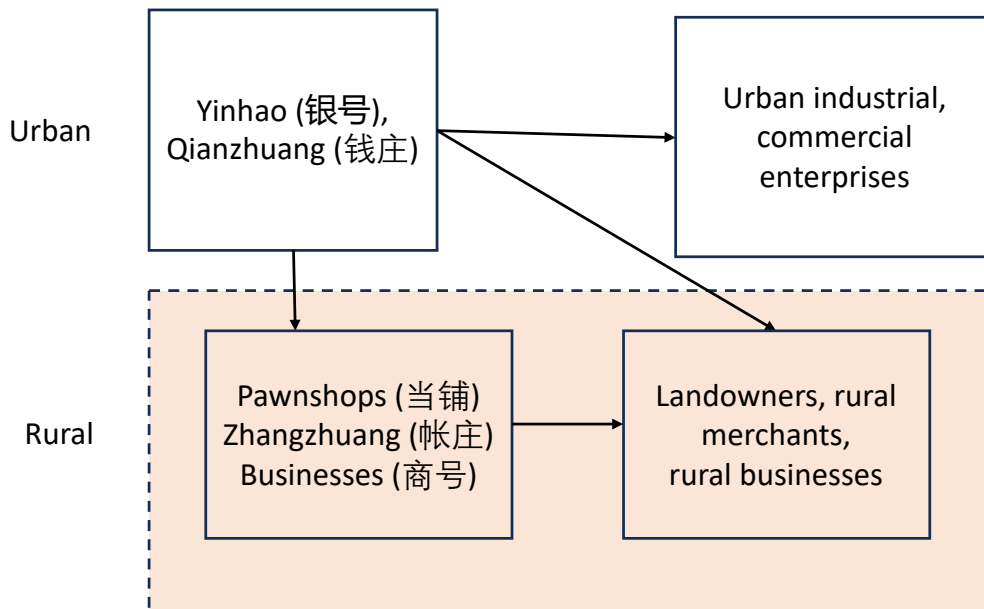 Urban
Yinhao (银号),
Qianzhuang (钱庄)
Urban industrial,
commercial
enterprises
Rural
Pawnshops (当铺)
Zhangzhuang (帐庄)
Businesses (商号)
Landowners, rural
merchants,
rural businesses